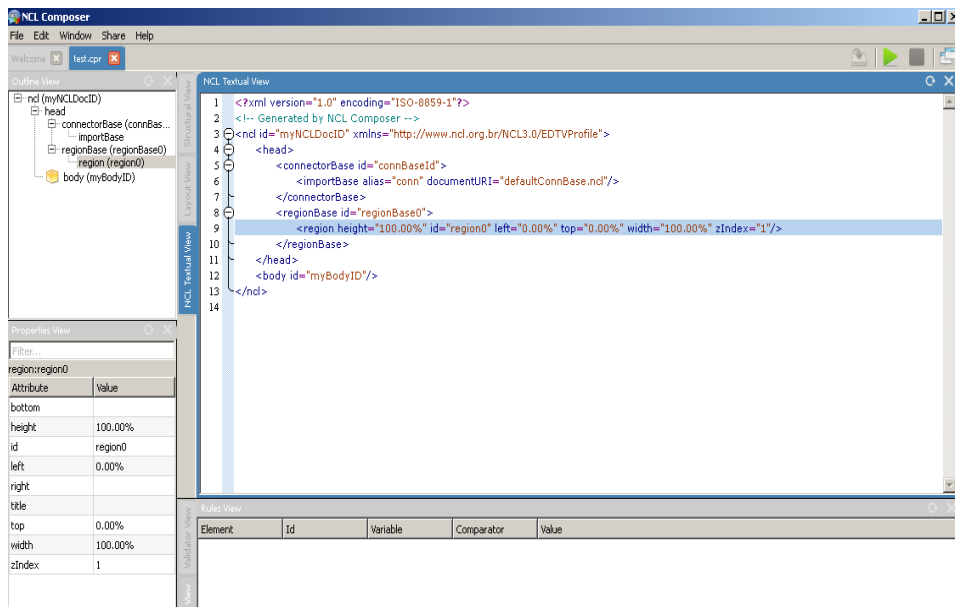 NCL Composer
File Edit Window Share Help
Welcome test.cpr
Outline View
ncl (myNCLDocID)
head
connectorBase (connBas...
importBase
regionBase (regionBase0)
region (region0)
body (myBodyID)
Structural View
Layout View
NCL Textual View
NCL Textual View
1 <?xml version="1.0" encoding="ISO-8859-1"?>
2 <!-- Generated by NCL Composer -->
3 <ncl id="myNCLDocID" xmlns="http://www.ncl.org.br/NCL3.0/EDTVProfile">
4 <head>
5 <connectorBase id="connBaseId">
6 <importBase alias="conn" documentURI="defaultConnBase.ncl"/>
7 </connectorBase>
8 <regionBase id="regionBase0">
9 <region height="100.00%" id="region0" left="0.00%" top="0.00%" width="100.00%" zIndex="1"/>
10 </regionBase>
11 </head>
12 <body id="myBodyID"/>
13 </ncl>
14
Properties View
Filter...
region:region0
Attribute Value
bottom
height 100.00%
id region0
left 0.00%
right
title
top 0.00%
width 100.00%
zIndex 1
Validator View
View
Rules View
Element Id Variable Comparator Value